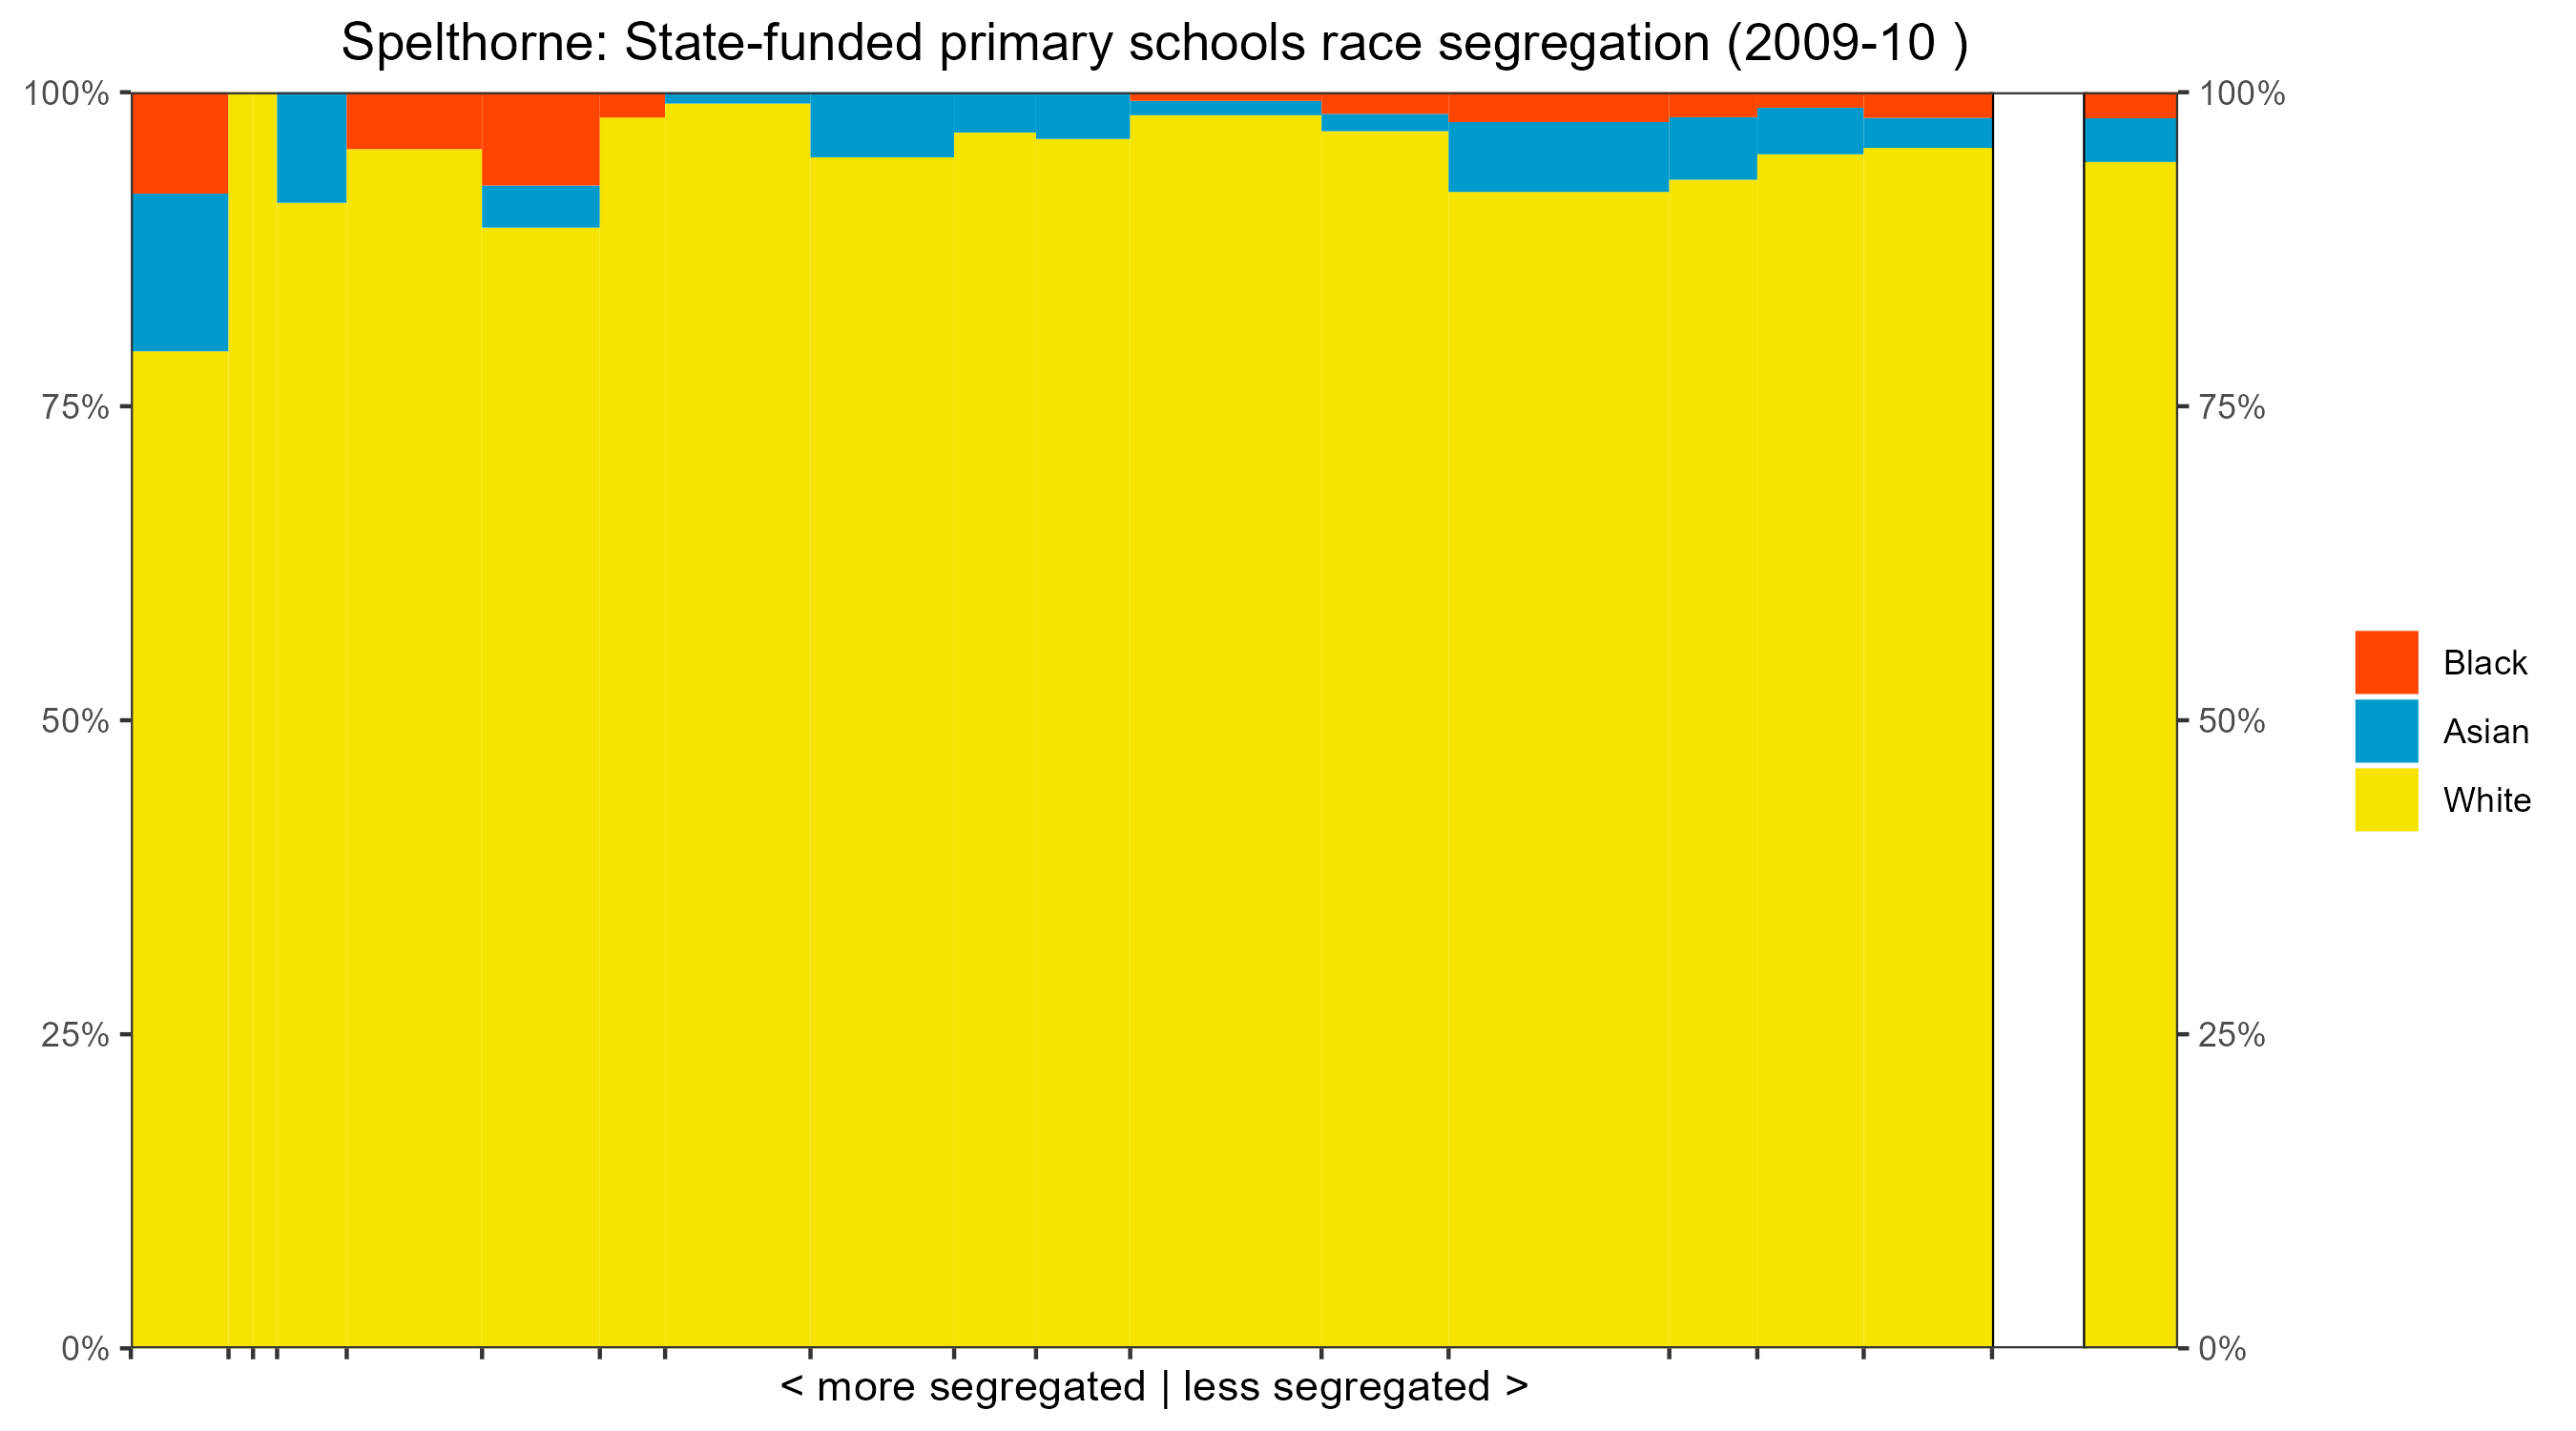 Spelthorne: State-funded primary schools race segregation (2009-10 )
100%
75%
50%
25%
0%
100%
75%
50%
25%
0%
Black
Asian
White
< more segregated | less segregated >